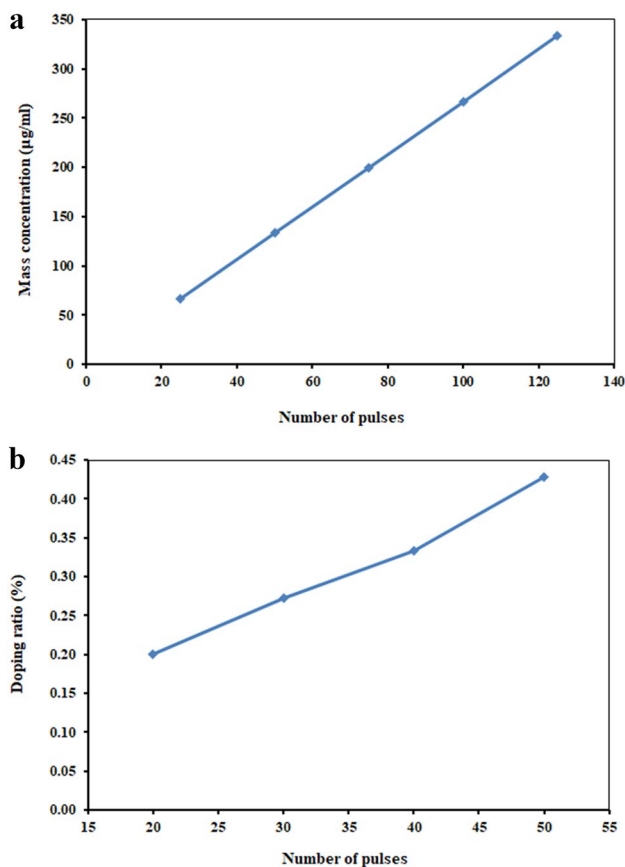 a
350
300
250
200
150
100
50
0
Mass concentration (µg/ml)
0 20 40 60 80 100 120 140
Number of pulses
b
0.45
0.40
0.35
0.30
0.25
0.20
0.15
0.10
0.05
0.00
Doping ratio (%)
15 20 25 30 35 40 45 50 55
Number of pulses